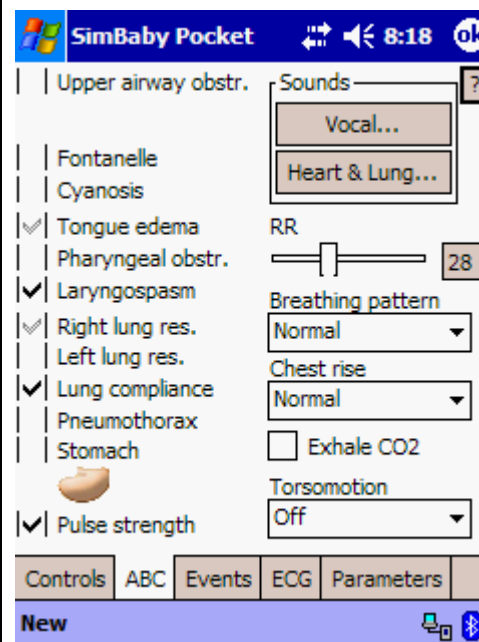 SimBaby Pocket 8:18 ok
Upper airway obstr.
Fontanelle
Cyanosis
Tongue edema
Pharyngeal obstr.
Laryngospasm
Right lung res.
Left lung res.
Lung compliance
Pneumothorax
Stomach
Pulse strength
Sounds
?
Vocal...
Heart & Lung...
RR
28
Breathing pattern
Normal
Chest rise
Normal
Exhale CO2
Torsomotion
Off
Controls ABC Events ECG Parameters
New